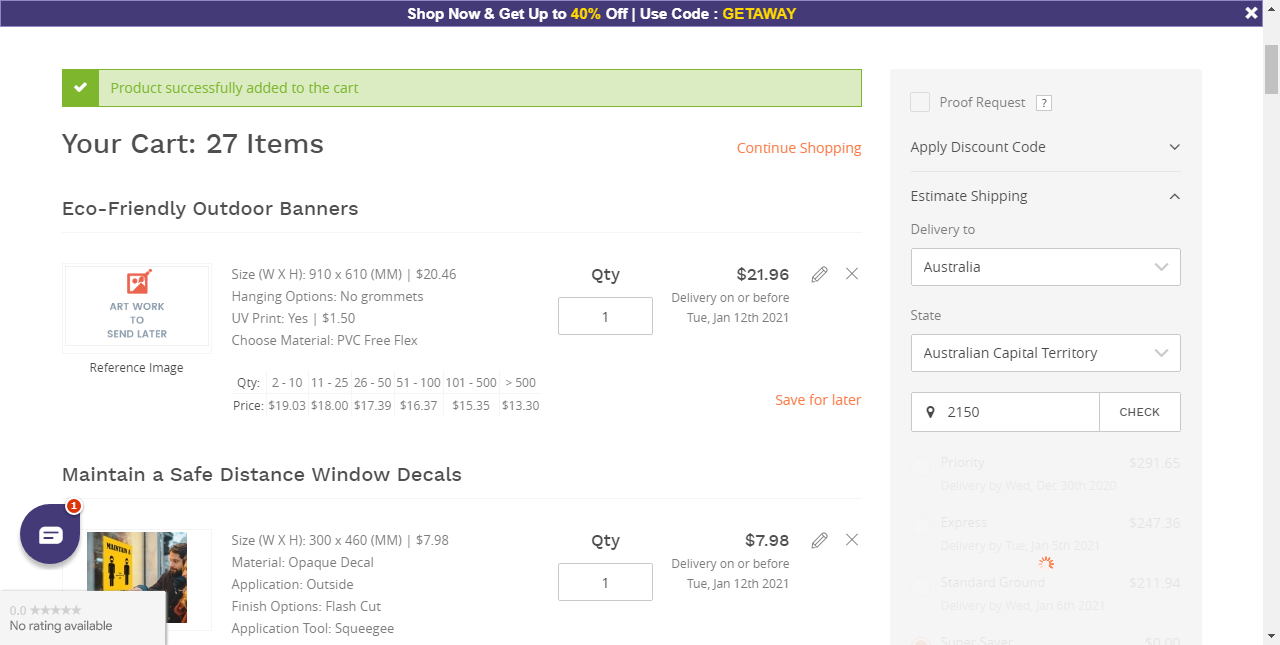 Shop Now & Get Up to 40% Off | Use Code : GETAWAY
Product successfully added to the cart
Your Cart: 27 Items
Continue Shopping
Eco-Friendly Outdoor Banners
ART WORK
TO
SEND LATER
Reference Image
Size (W X H): 910 x 610 (MM) | $20.46
Hanging Options: No grommets
UV Print: Yes | $1.50
Choose Material: PVC Free Flex
Qty
1
$21.96
Delivery on or before
Tue, Jan 12th 2021
Qty: 2 - 10 11 - 25 26 - 50 51 - 100 101 - 500 > 500
Price: $19.03 $18.00 $17.39 $16.37 $15.35 $13.30
Save for later
Maintain a Safe Distance Window Decals
MAINTAIN A
Size (W X H): 300 x 460 (MM) | $7.98
Material: Opaque Decal
Application: Outside
Finish Options: Flash Cut
Application Tool: Squeegee
Qty
1
$7.98
Delivery on or before
Tue, Jan 12th 2021
1
0.0
No rating available
Proof Request ?
Apply Discount Code
Estimate Shipping
Delivery to
Australia
State
Australian Capital Territory
2150
CHECK
Priority $291.65
Delivery by Wed, Dec 30th 2020
Express $247.36
Delivery by Tue, Jan 5th 2021
Standard Ground $211.94
Delivery by Wed, Jan 6th 2021
Super Saver $0.00